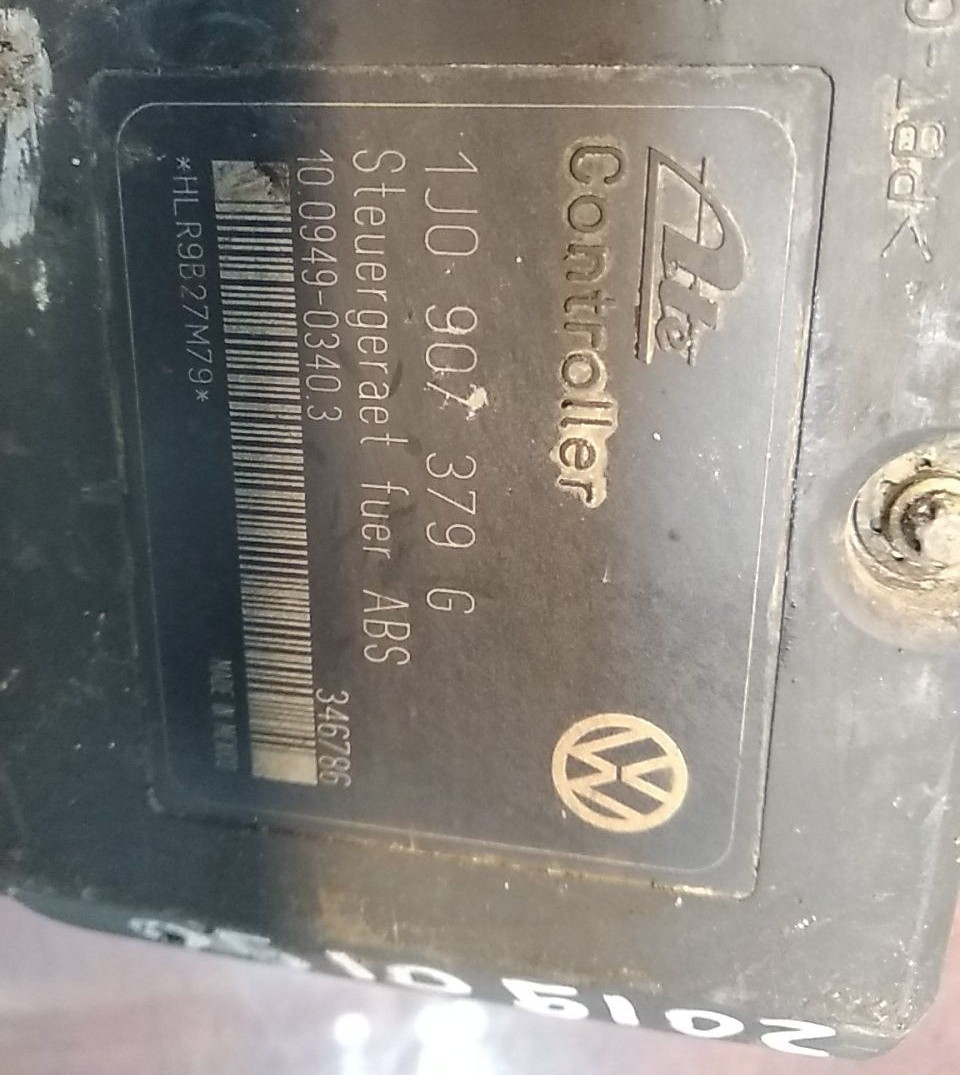 Ate
Controller
1J0 907 379 G
Steuergeraet fuer ABS
10.0949-0340.3
346786
*HLR9B27M79*